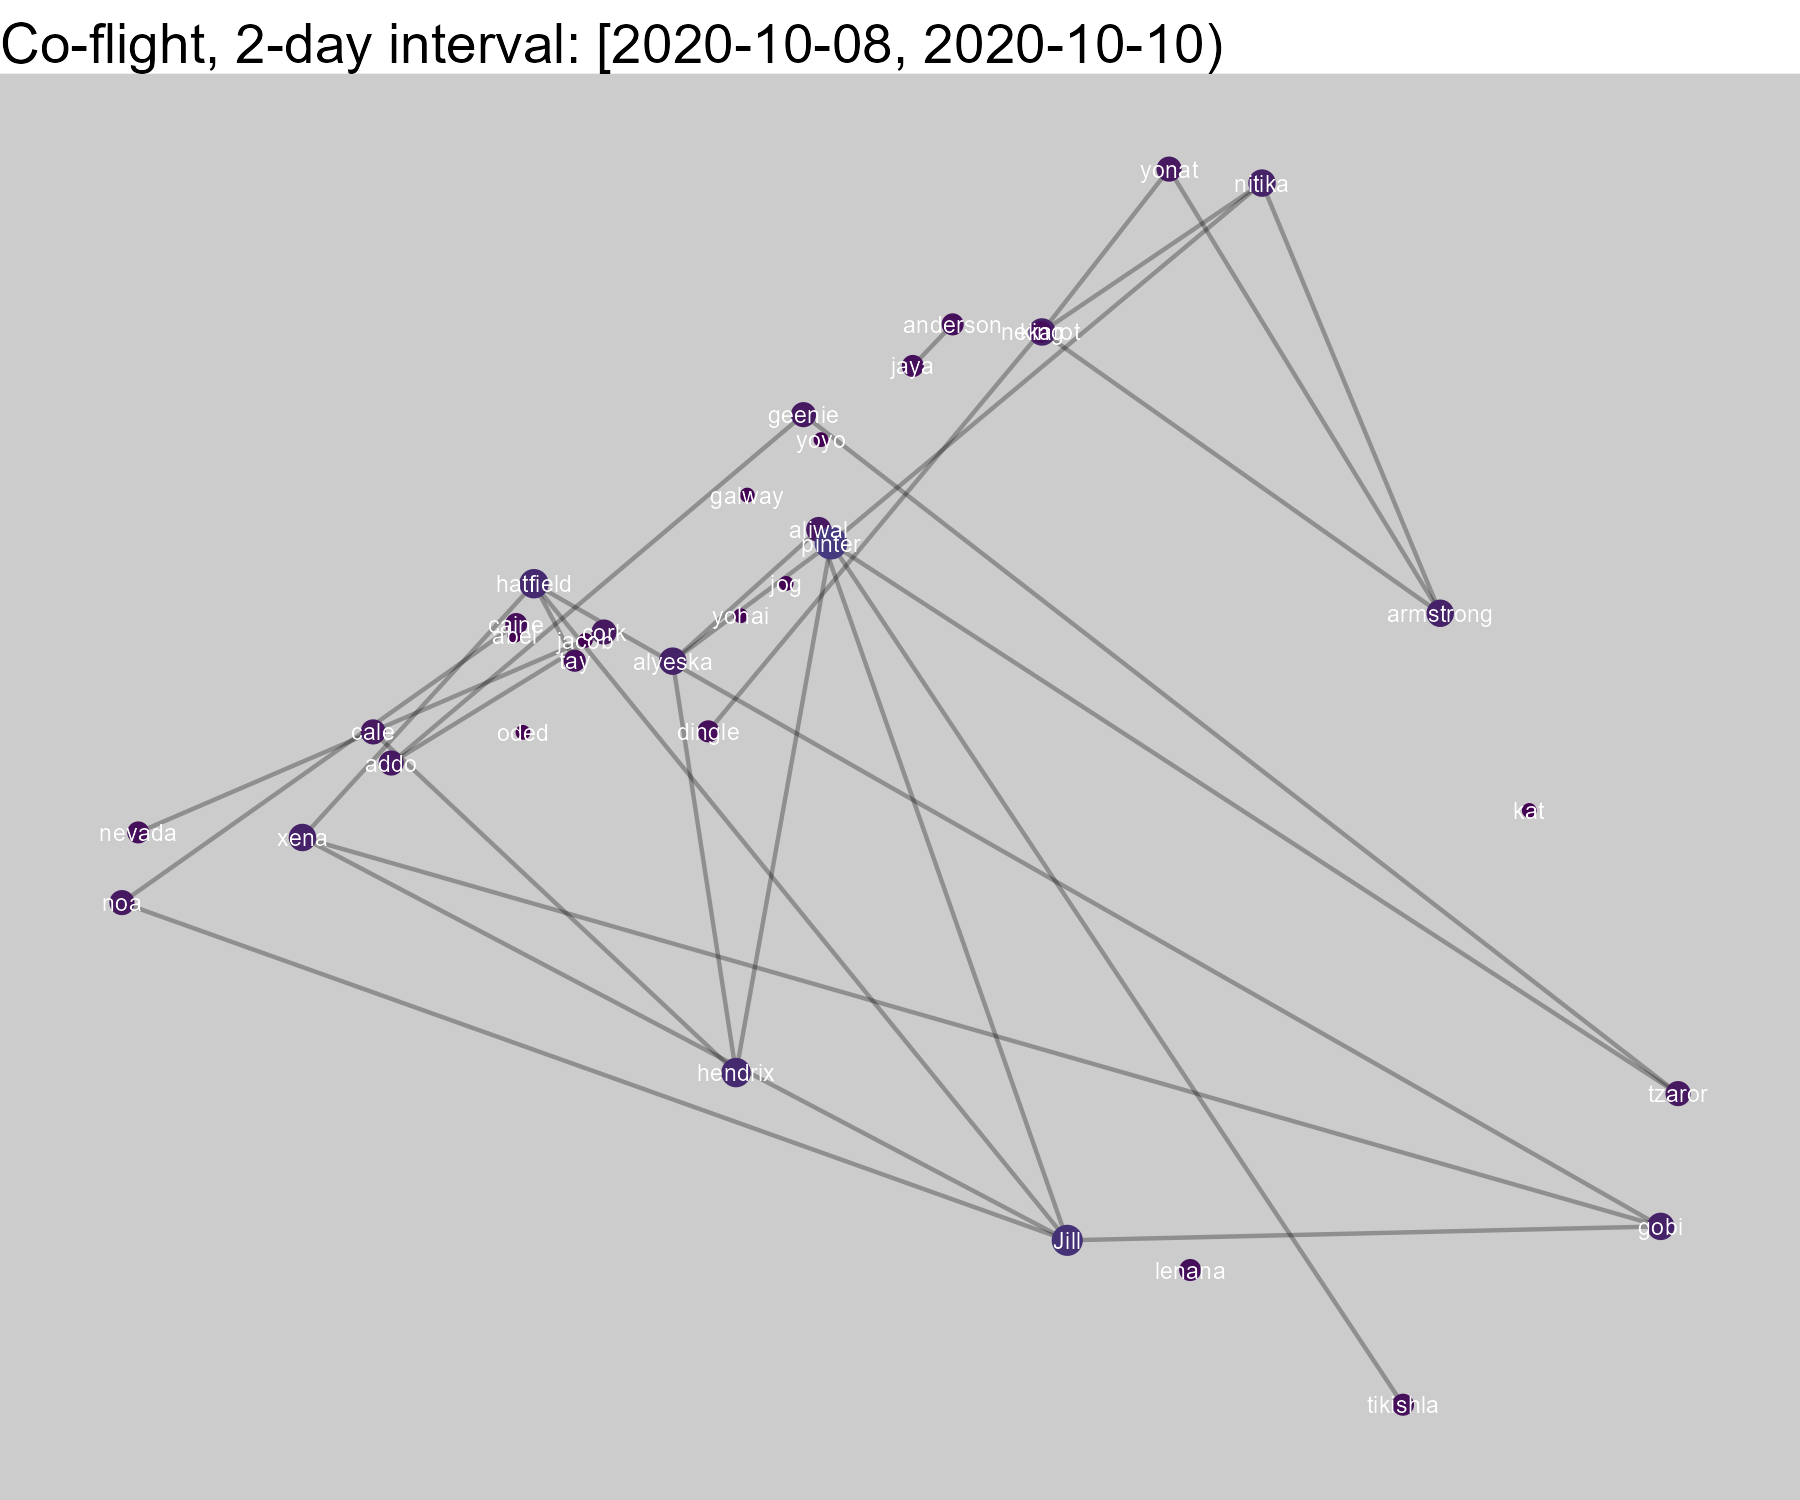 Co-flight, 2-day interval: [2020-10-08, 2020-10-10)
yonat
nitika
anderson
jaya
geenie
yoyo
galway
aliwal
pinter
hatfield
jog
yohai
caine
cork
jacob
tay
alyeska
armstrong
cale
oded
dingle
addo
kat
nevada
xena
noa
hendrix
tzaror
gobi
Jill
lenana
tikishla